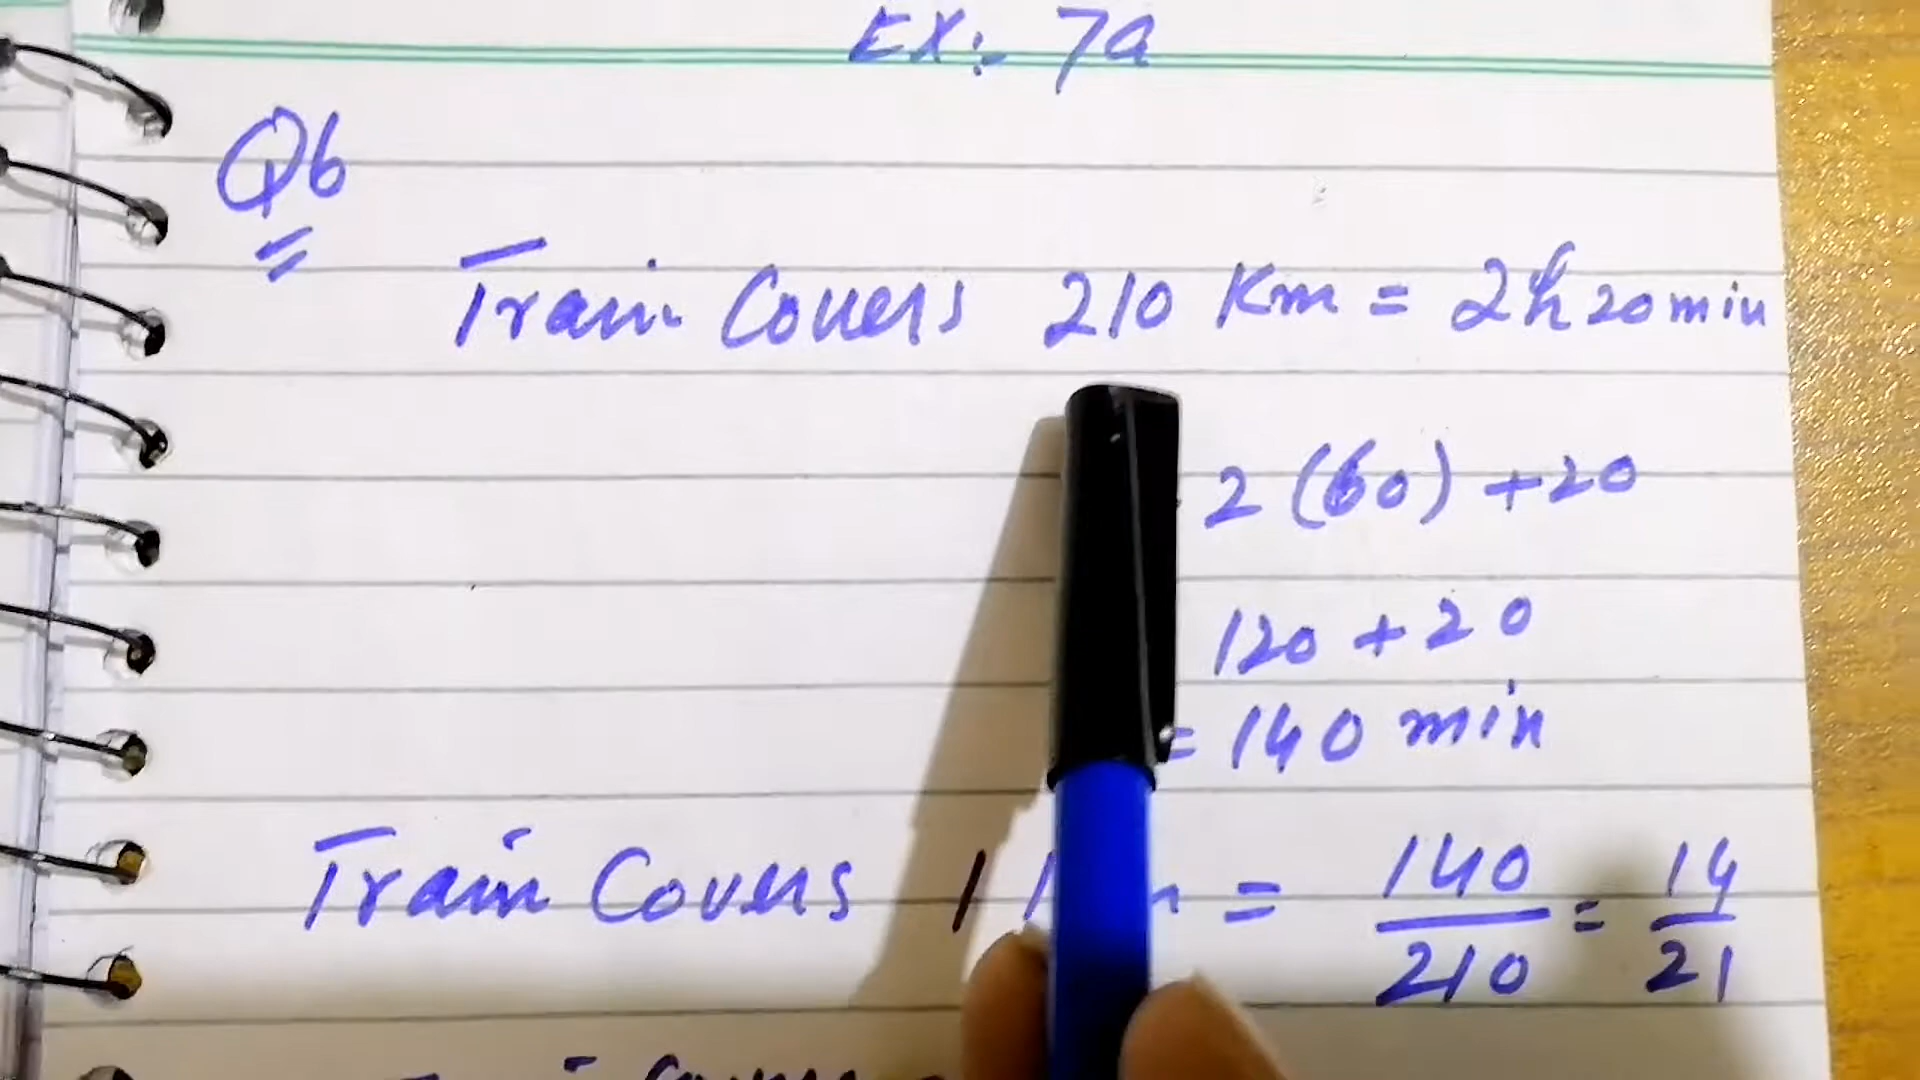 Ex:- 7a
Q6
Train Covers 210 Km = 2h 20min
2 (60) + 20
120 + 20
= 140 min
Train Covers 1 = 140/210 = 14/21